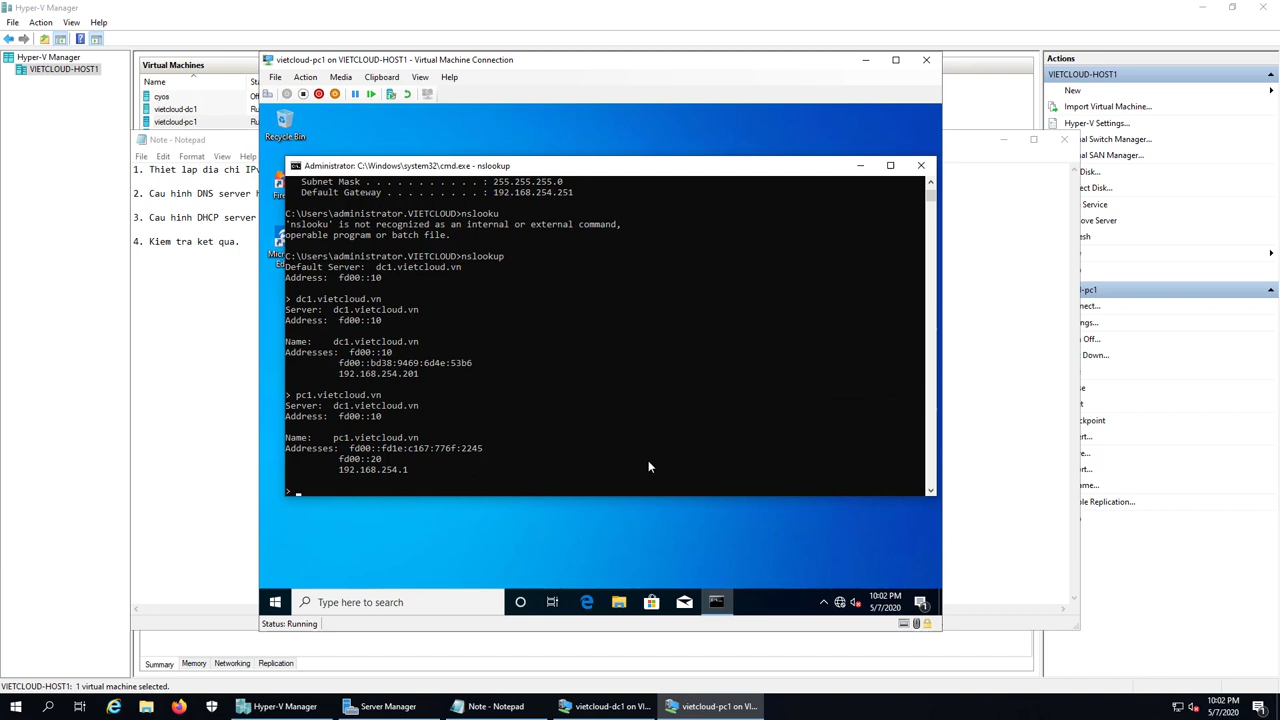 Hyper-V Manager
File Action View Help
Hyper-V Manager
VIETCLOUD-HOST1
Virtual Machines
Name
cyos
vietcloud-dc1
vietcloud-pc1
Note - Notepad
File Edit Format View Help
1. Thiet lap dia chi
2. Cau hinh DNS server
3. Cau hinh DHCP server
4. Kiem tra ket qua.
vietcloud-pc1 on VIETCLOUD-HOST1 - Virtual Machine Connection
File Action Media Clipboard View Help
Recycle Bin
Administrator: C:\Windows\system32\cmd.exe - nslookup
Subnet Mask . . . . . . . . . . . : 255.255.255.0
Default Gateway . . . . . . . . . : 192.168.254.251
C:\Users\administrator.VIETCLOUD>nslooku
'nslooku' is not recognized as an internal or external command,
operable program or batch file.
C:\Users\administrator.VIETCLOUD>nslookup
Default Server: dc1.vietcloud.vn
Address: fd00::10
> dc1.vietcloud.vn
Server: dc1.vietcloud.vn
Address: fd00::10
Name: dc1.vietcloud.vn
Addresses: fd00::10
fd00::bd38:9469:6d4e:53b6
192.168.254.201
> pc1.vietcloud.vn
Server: dc1.vietcloud.vn
Address: fd00::10
Name: pc1.vietcloud.vn
Addresses: fd00::fd1e:c167:776f:2245
fd00::20
192.168.254.1
>
Type here to search
10:02 PM
5/7/2020
Status: Running
Actions
VIETCLOUD-HOST1
New
Import Virtual Machine...
Hyper-V Settings...
Switch Manager...
SAN Manager...
Disk...
Disk...
Service
Server
Help
Summary Memory Networking Replication
VIETCLOUD-HOST1: 1 virtual machine selected.
Hyper-V Manager
Server Manager
Note - Notepad
vietcloud-dc1 on VI...
vietcloud-pc1 on VI...
10:02 PM
5/7/2020